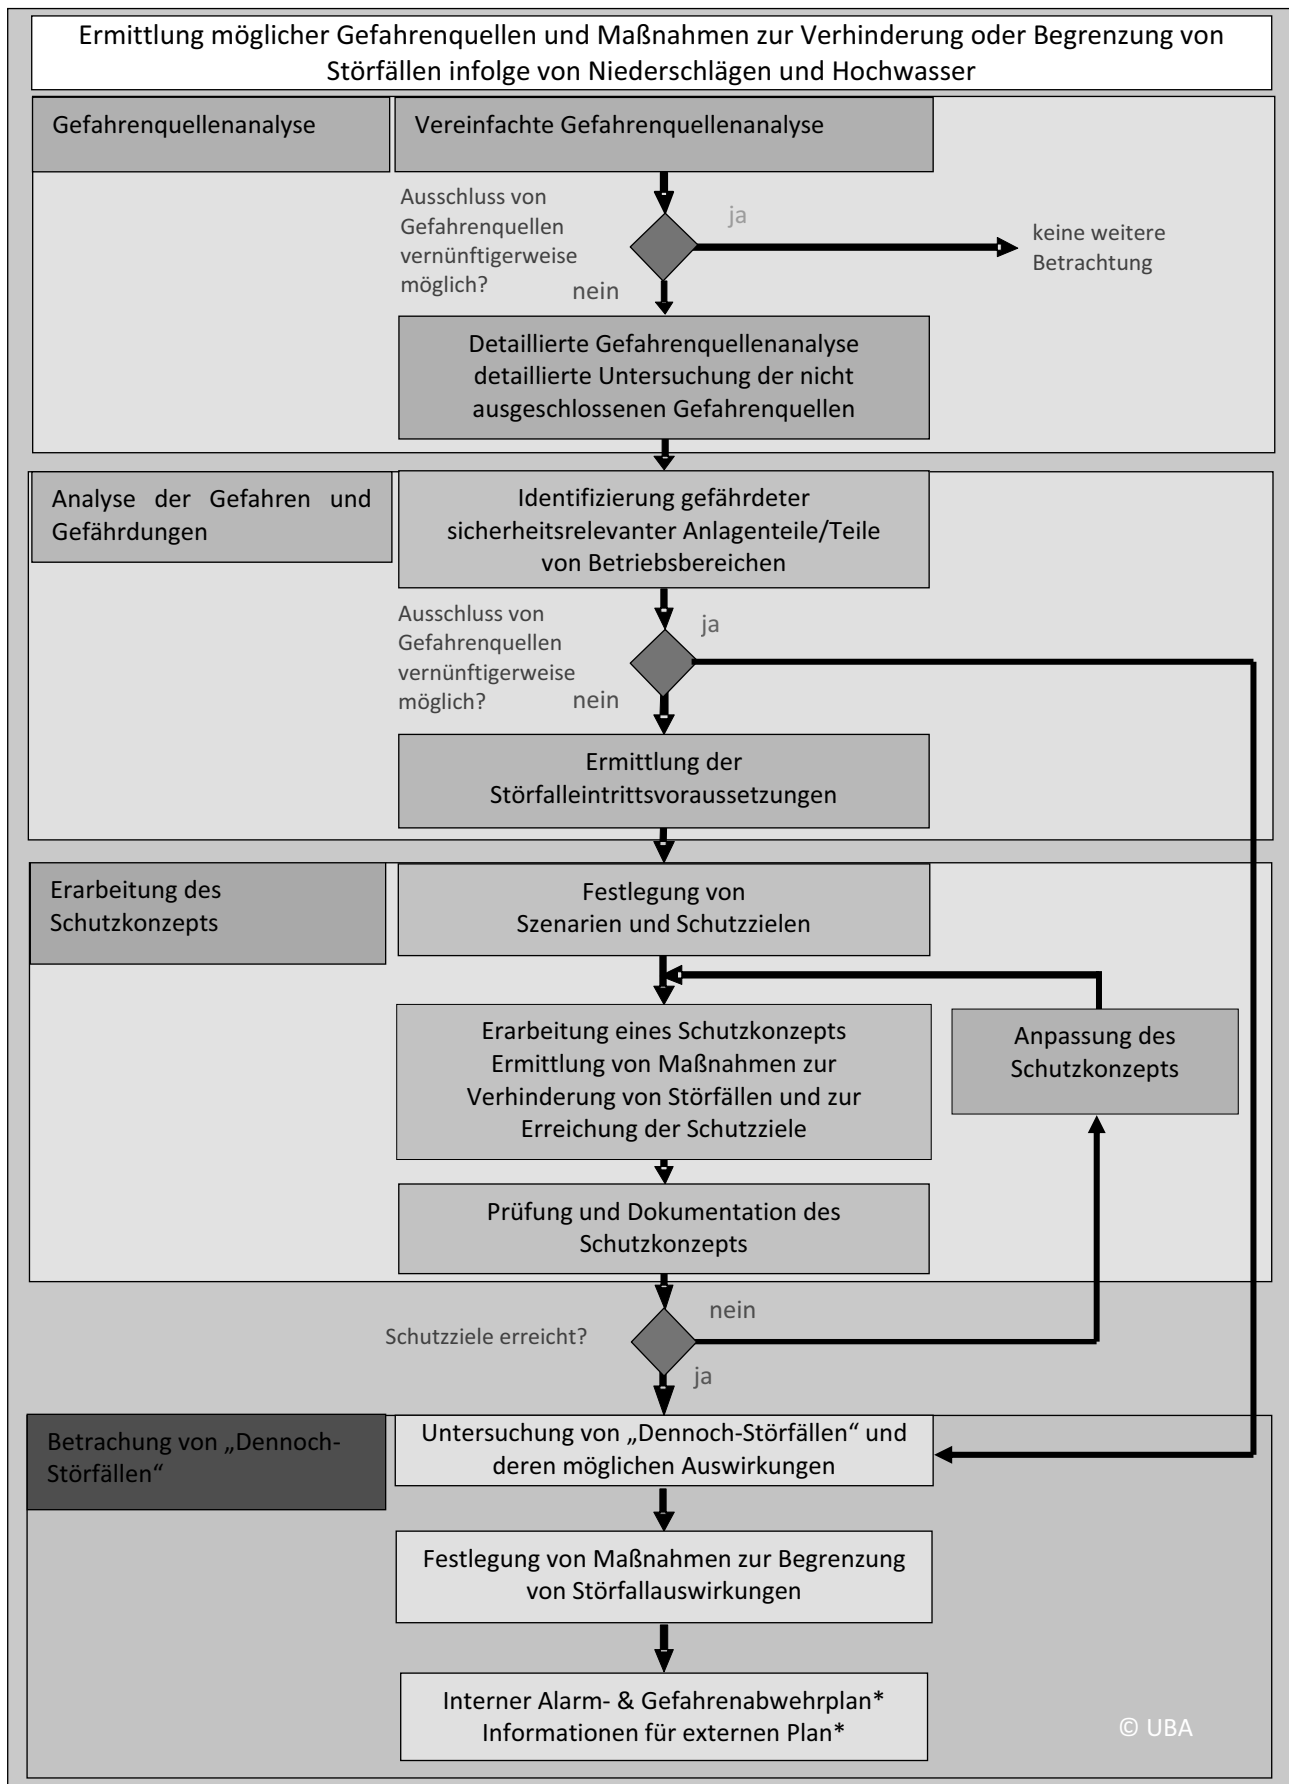 Ermittlung möglicher Gefahrenquellen und Maßnahmen zur Verhinderung oder Begrenzung von
Störfällen infolge von Niederschlägen und Hochwasser
Gefahrenquellenanalyse
Vereinfachte Gefahrenquellenanalyse
Ausschluss von
Gefahrenquellen
vernünftigerweise
möglich?
ja
nein
keine weitere
Betrachtung
Detaillierte Gefahrenquellenanalyse
detaillierte Untersuchung der nicht
ausgeschlossenen Gefahrenquellen
Analyse der Gefahren und
Gefährdungen
Identifizierung gefährdeter
sicherheitsrelevanter Anlagenteile/Teile
von Betriebsbereichen
Ausschluss von
Gefahrenquellen
vernünftigerweise
möglich?
ja
nein
Ermittlung der
Störfalleintrittsvoraussetzungen
Erarbeitung des
Schutzkonzepts
Festlegung von
Szenarien und Schutzzielen
Erarbeitung eines Schutzkonzepts
Ermittlung von Maßnahmen zur
Verhinderung von Störfällen und zur
Erreichung der Schutzziele
Anpassung des
Schutzkonzepts
Prüfung und Dokumentation des
Schutzkonzepts
Schutzziele erreicht?
nein
ja
Betrachung von „Dennoch-
Störfällen“
Untersuchung von „Dennoch-Störfällen“ und
deren möglichen Auswirkungen
Festlegung von Maßnahmen zur Begrenzung
von Störfallauswirkungen
Interner Alarm- & Gefahrenabwehrplan*
Informationen für externen Plan*
© UBA